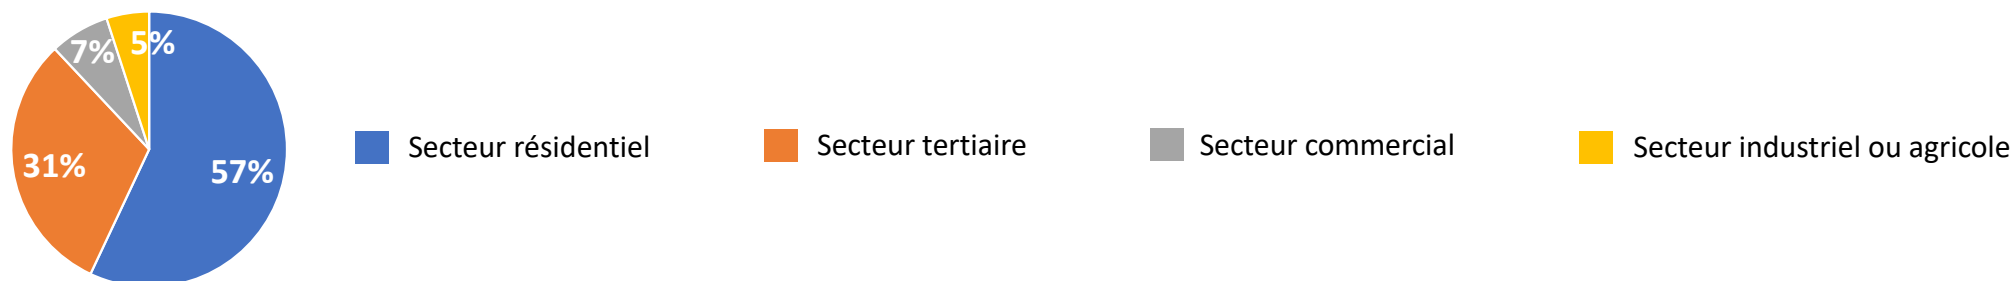 7% 5%
31% 57%
Secteur résidentiel Secteur tertiaire Secteur commercial Secteur industriel ou agricole